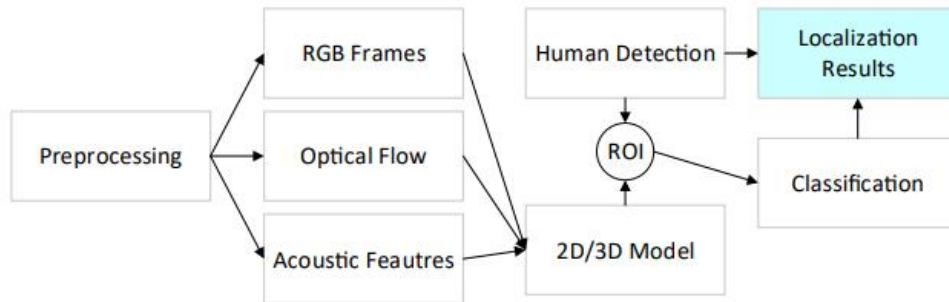 RGB Frames
Human Detection
Localization
Results
Preprocessing
Optical Flow
ROI
Classification
Acoustic Feautres
2D/3D Model